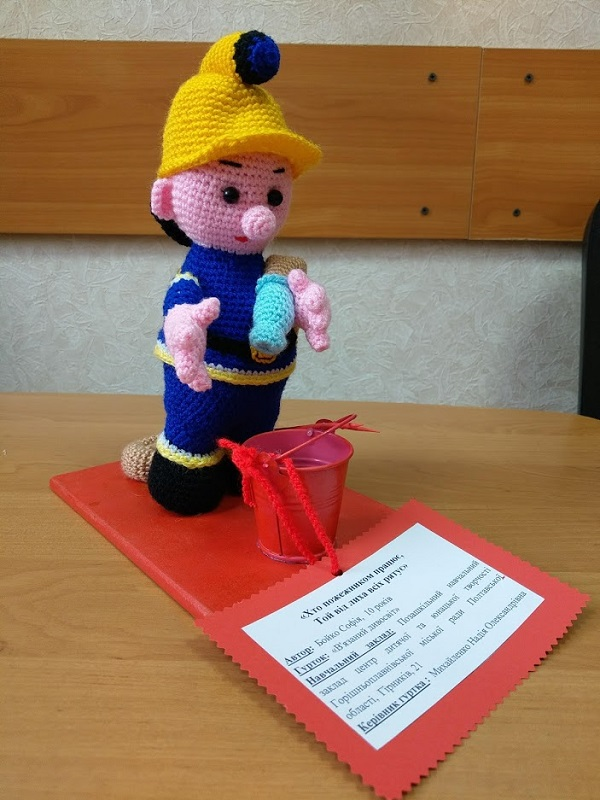 «Хто пожежником працює,
Той від лиха всіх рятує»
Автор: Бойко Софія, 10 років
Гурток: «В'язаний дивосвіт»
Навчальний заклад: Позашкільний навчальний
заклад центр дитячої та юнацької творчості
Горішньоплавнівської міської ради Полтавської
області, Гірників, 21
Керівник гуртка: Михайленко Надія Олександрівна